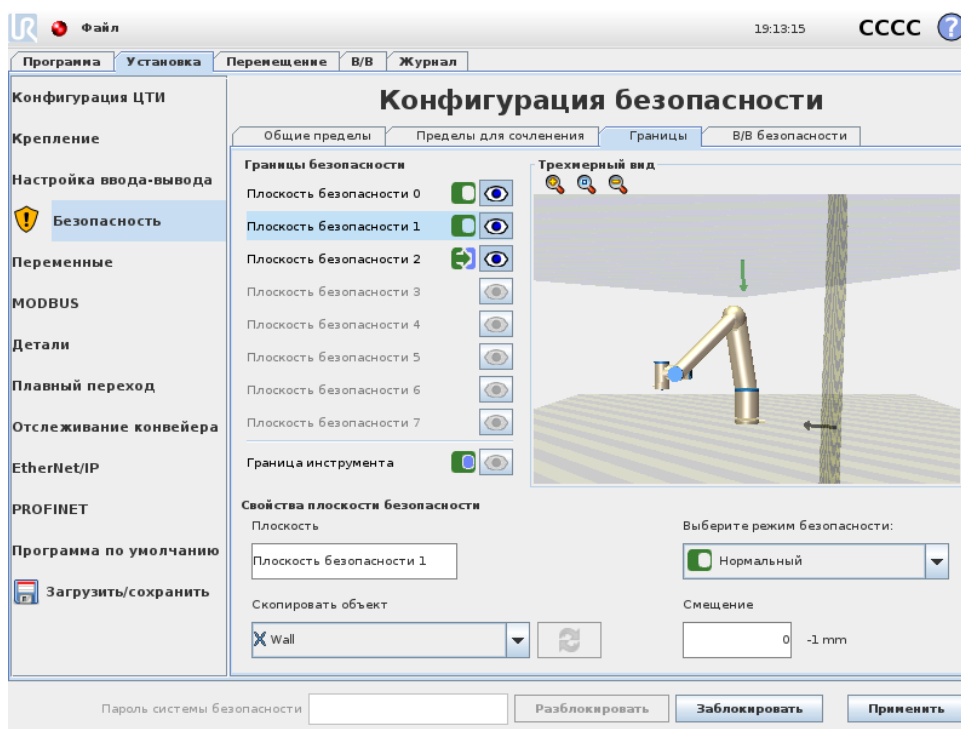 UR
Файл
19:13:15
CCCC
?
Программа
Установка
Перемещение
В/В
Журнал
Конфигурация ЦТИ
Крепление
Настройка ввода-вывода
Безопасность
Переменные
MODBUS
Детали
Плавный переход
Отслеживание конвейера
EtherNet/IP
PROFINET
Программа по умолчанию
Загрузить/сохранить
Конфигурация безопасности
Общие пределы
Пределы для сочленения
Границы
В/В безопасности
Границы безопасности
Плоскость безопасности 0
Плоскость безопасности 1
Плоскость безопасности 2
Плоскость безопасности 3
Плоскость безопасности 4
Плоскость безопасности 5
Плоскость безопасности 6
Плоскость безопасности 7
Граница инструмента
Трехмерный вид
Свойства плоскости безопасности
Плоскость
Плоскость безопасности 1
Выберите режим безопасности:
Нормальный
Скопировать объект
Wall
Смещение
0 -1 mm
Пароль системы безопасности
Разблокировать
Заблокировать
Применить